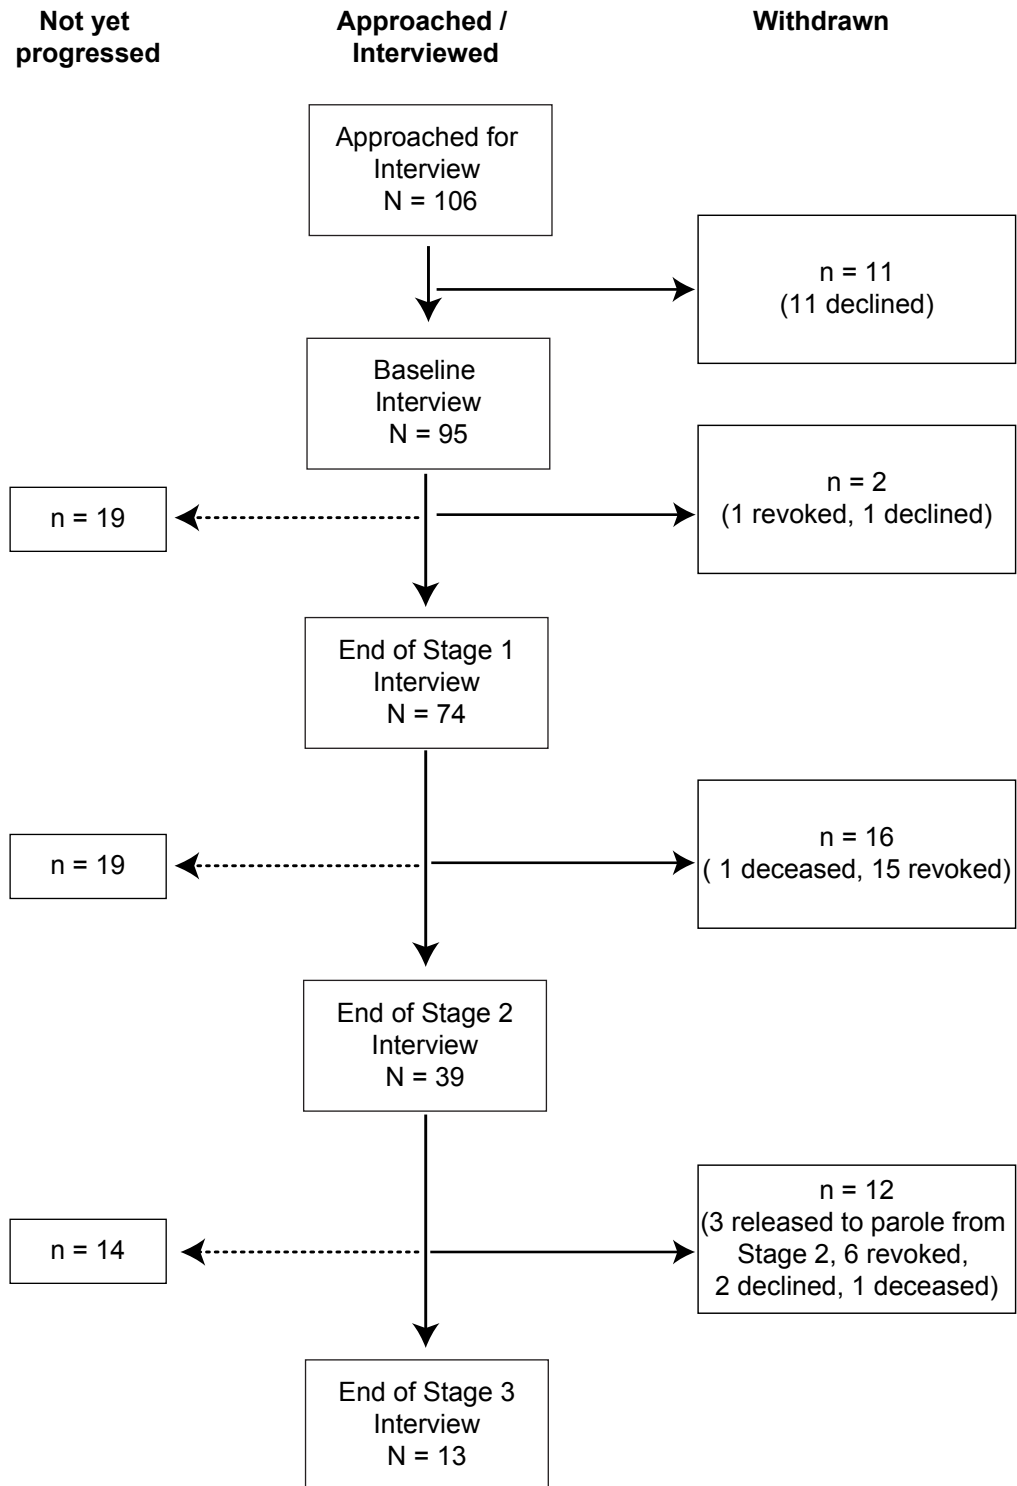 Not yet
progressed
Approached /
Interviewed
Withdrawn
Approached for
Interview
N = 106
n = 11
(11 declined)
Baseline
Interview
N = 95
n = 19
n = 2
(1 revoked, 1 declined)
End of Stage 1
Interview
N = 74
n = 19
n = 16
( 1 deceased, 15 revoked)
End of Stage 2
Interview
N = 39
n = 14
n = 12
(3 released to parole from
Stage 2, 6 revoked,
2 declined, 1 deceased)
End of Stage 3
Interview
N = 13